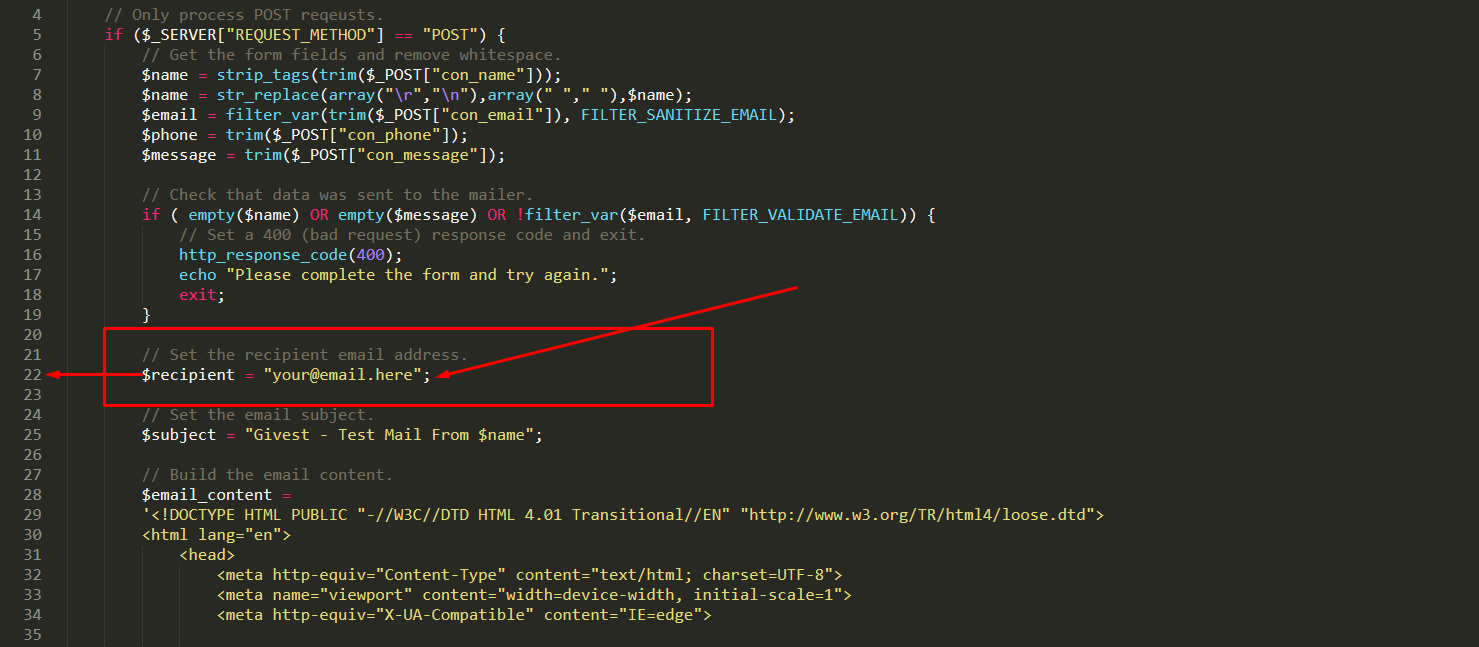 4 // Only process POST reqeusts.
5 if ($_SERVER["REQUEST_METHOD"] == "POST") {
6 // Get the form fields and remove whitespace.
7 $name = strip_tags(trim($_POST["con_name"]));
8 $name = str_replace(array("\r","\n"),array(" "," "),$name);
9 $email = filter_var(trim($_POST["con_email"]), FILTER_SANITIZE_EMAIL);
10 $phone = trim($_POST["con_phone"]);
11 $message = trim($_POST["con_message"]);
12
13 // Check that data was sent to the mailer.
14 if ( empty($name) OR empty($message) OR !filter_var($email, FILTER_VALIDATE_EMAIL)) {
15 // Set a 400 (bad request) response code and exit.
16 http_response_code(400);
17 echo "Please complete the form and try again.";
18 exit;
19 }
20
21 // Set the recipient email address.
22 $recipient = "your@email.here";
23
24 // Set the email subject.
25 $subject = "Givest - Test Mail From $name";
26
27 // Build the email content.
28 $email_content =
29 '<!DOCTYPE HTML PUBLIC "-//W3C//DTD HTML 4.01 Transitional//EN" "http://www.w3.org/TR/html4/loose.dtd">
30 <html lang="en">
31 <head>
32 <meta http-equiv="Content-Type" content="text/html; charset=UTF-8">
33 <meta name="viewport" content="width=device-width, initial-scale=1">
34 <meta http-equiv="X-UA-Compatible" content="IE=edge">
35